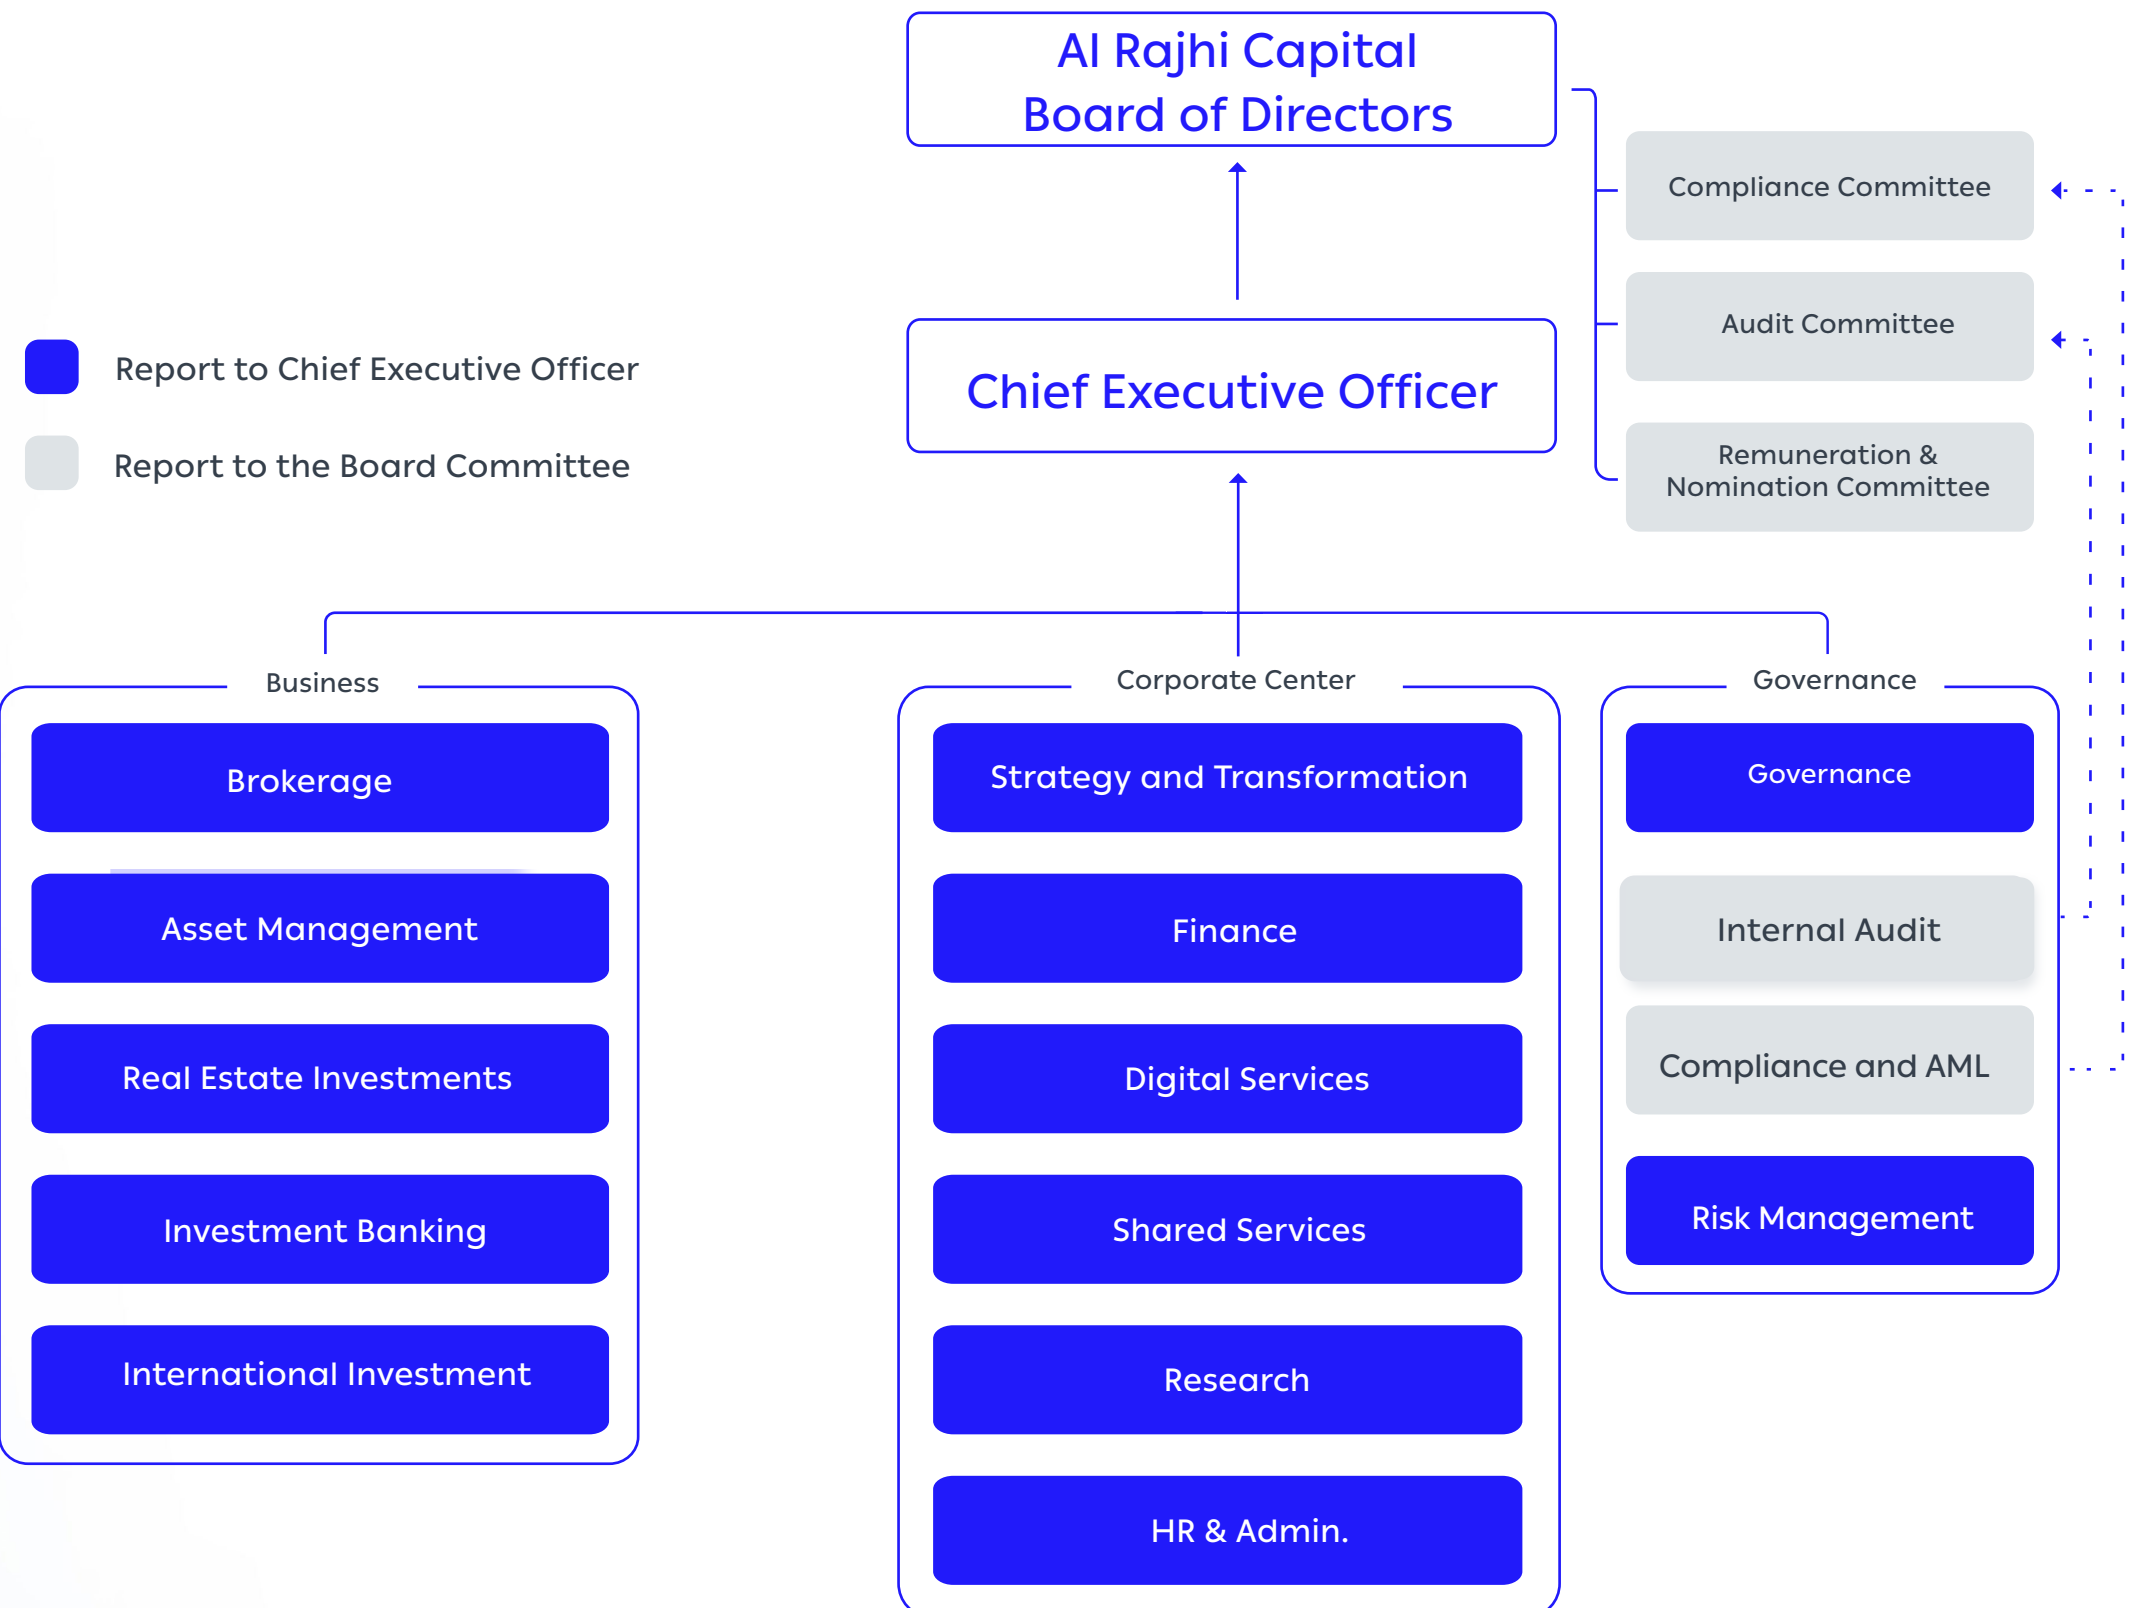 Al Rajhi Capital
Board of Directors
Compliance Committee
Audit Committee
Chief Executive Officer
Report to Chief Executive Officer
Report to the Board Committee
Remuneration &
Nomination Committee
Business
Brokerage
Asset Management
Real Estate Investments
Investment Banking
International Investment
Corporate Center
Strategy and Transformation
Finance
Digital Services
Shared Services
Research
HR & Admin.
Governance
Governance
Internal Audit
Compliance and AML
Risk Management